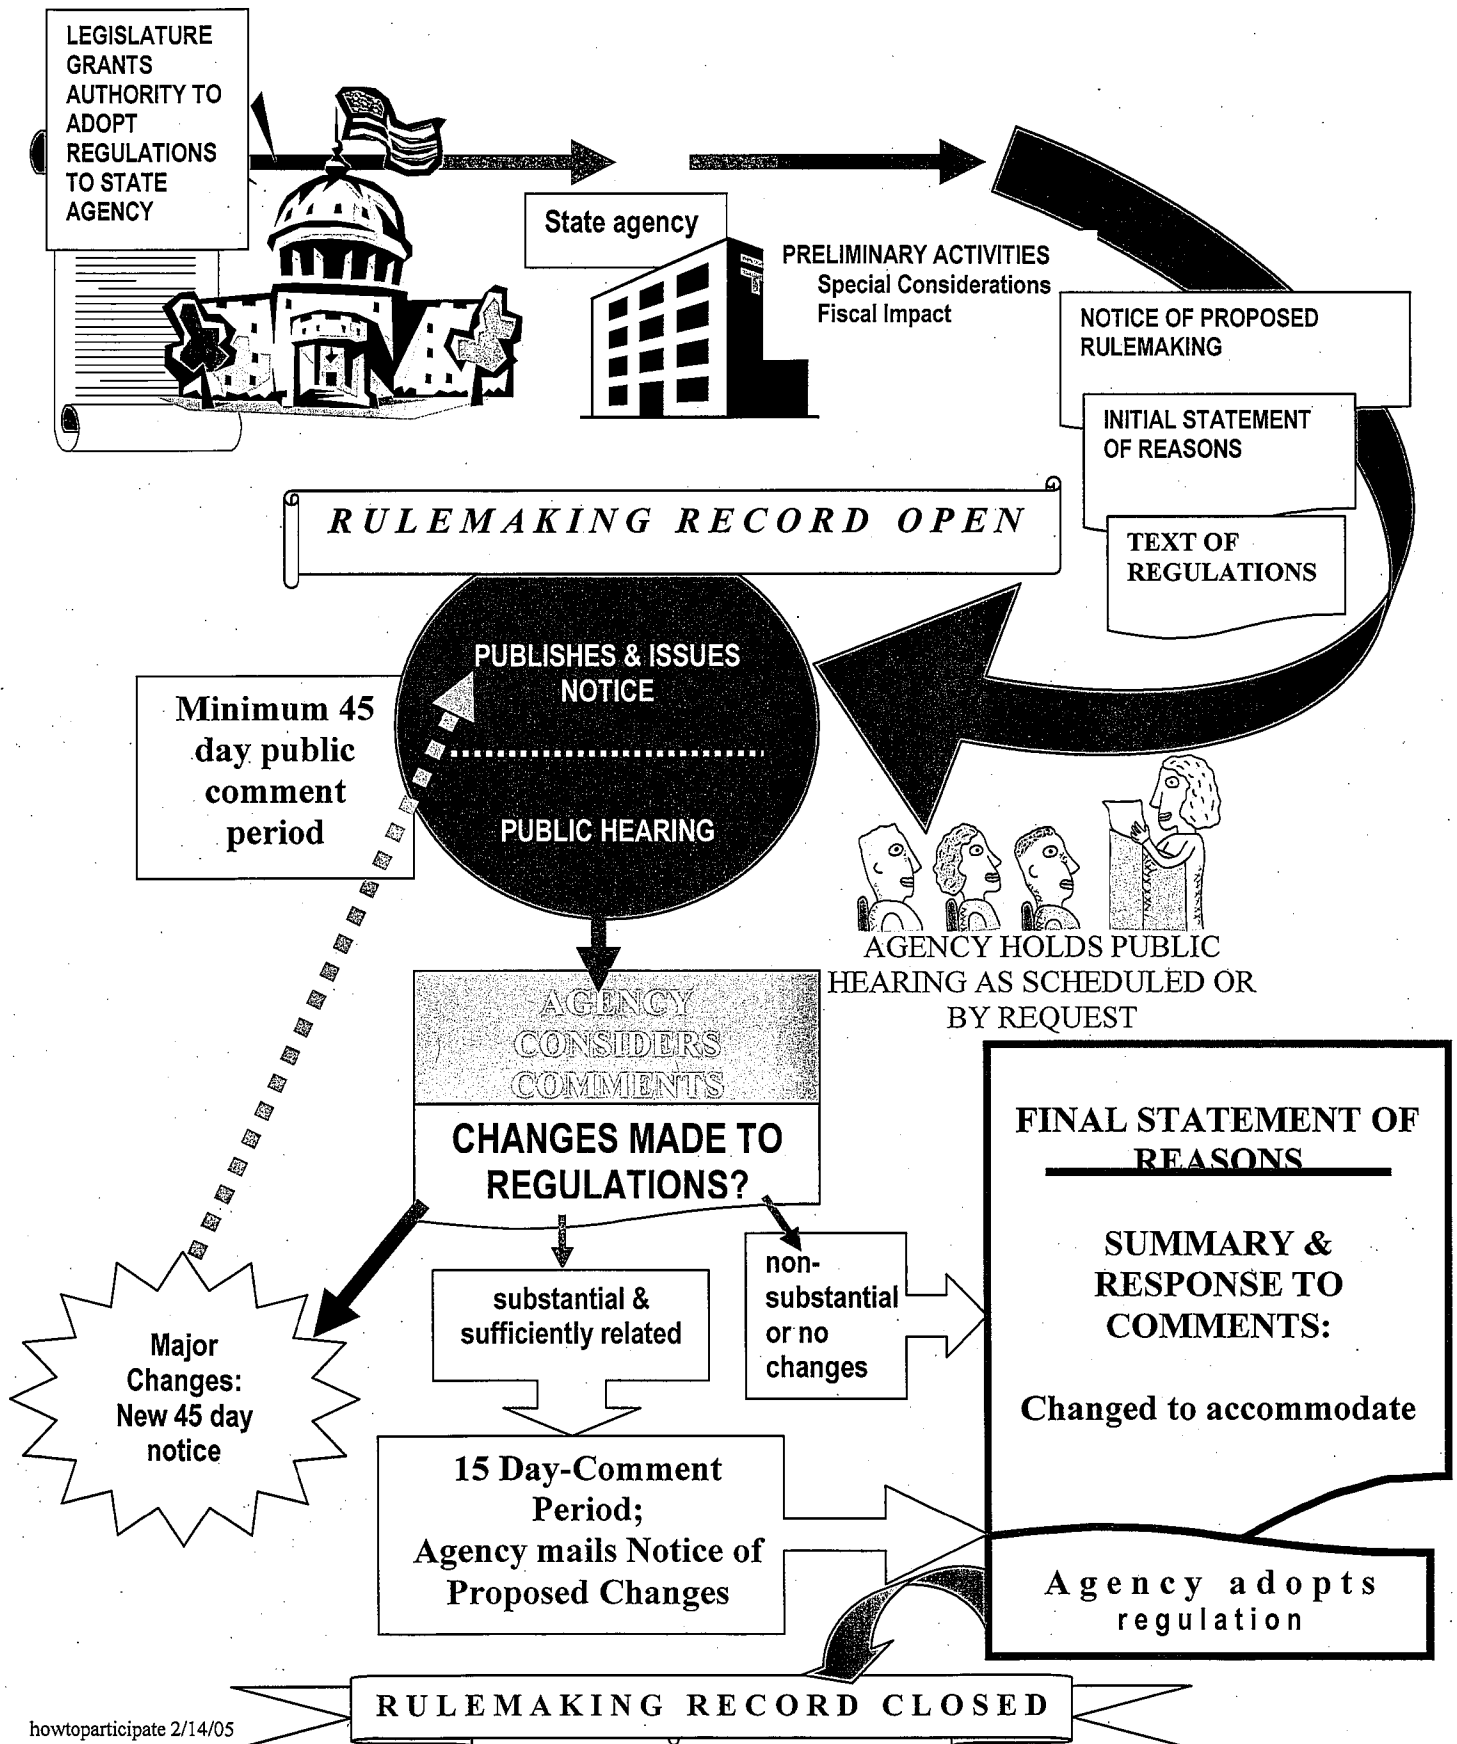 LEGISLATURE
GRANTS
AUTHORITY TO
ADOPT
REGULATIONS
TO STATE
AGENCY
State agency
PRELIMINARY ACTIVITIES
Special Considerations
Fiscal Impact
NOTICE OF PROPOSED
RULEMAKING
INITIAL STATEMENT
OF REASONS
TEXT OF
REGULATIONS
RULEMAKING RECORD OPEN
PUBLISHES & ISSUES
NOTICE
PUBLIC HEARING
Minimum 45
day public
comment
period
AGENCY HOLDS PUBLIC
HEARING AS SCHEDULED OR
BY REQUEST
AGENCY
CONSIDERS
COMMENTS
CHANGES MADE TO
REGULATIONS?
Major
Changes:
New 45 day
notice
substantial &
sufficiently related
non-
substantial
or no
changes
15 Day-Comment
Period;
Agency mails Notice of
Proposed Changes
FINAL STATEMENT OF
REASONS
SUMMARY &
RESPONSE TO
COMMENTS:
Changed to accommodate
Agency adopts
regulation
RULEMAKING RECORD CLOSED
howtoparticipate 2/14/05